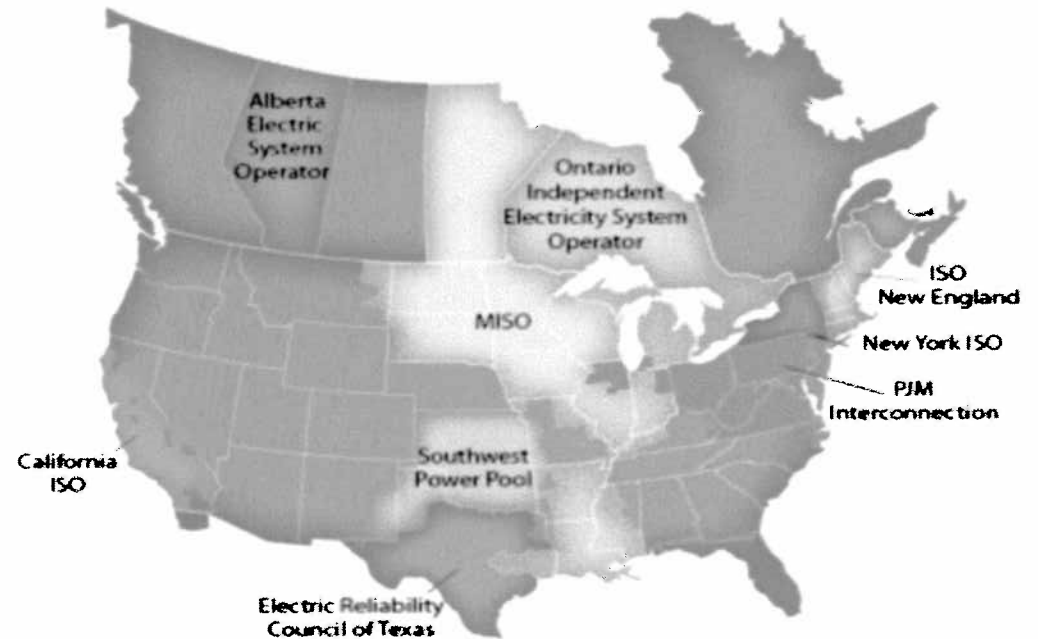 Alberta
Electric
System
Operator
Ontario
Independent
Electricity System
Operator
ISO
New England
MISO
New York ISO
PJM
Interconnection
California
ISO
Southwest
Power Pool
Electric Reliability
Council of Texas